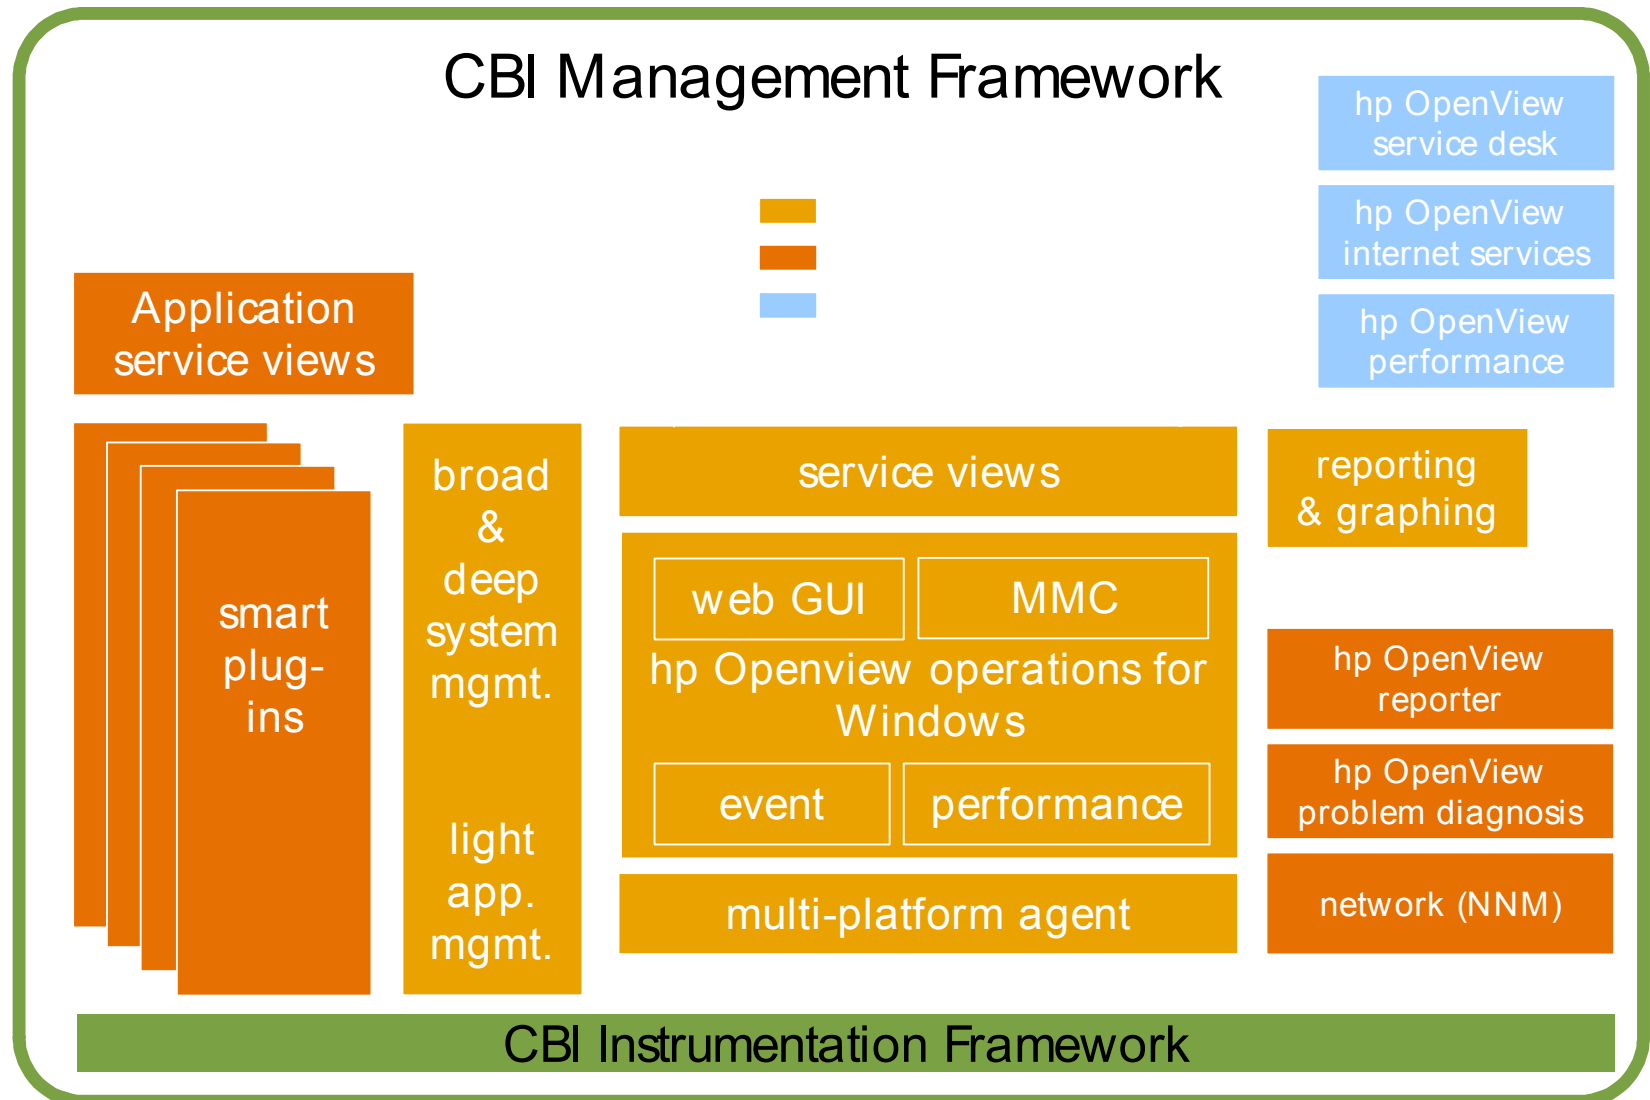 CBI Management Framework
hp OpenView
service desk
hp OpenView
internet services
hp OpenView
performance
Application
service views
smart
plug-
ins
broad
&
deep
system
mgmt.
light
app.
mgmt.
service views
web GUI
MMC
hp Openview operations for
Windows
event
performance
multi-platform agent
reporting
& graphing
hp OpenView
reporter
hp OpenView
problem diagnosis
network (NNM)
CBI Instrumentation Framework